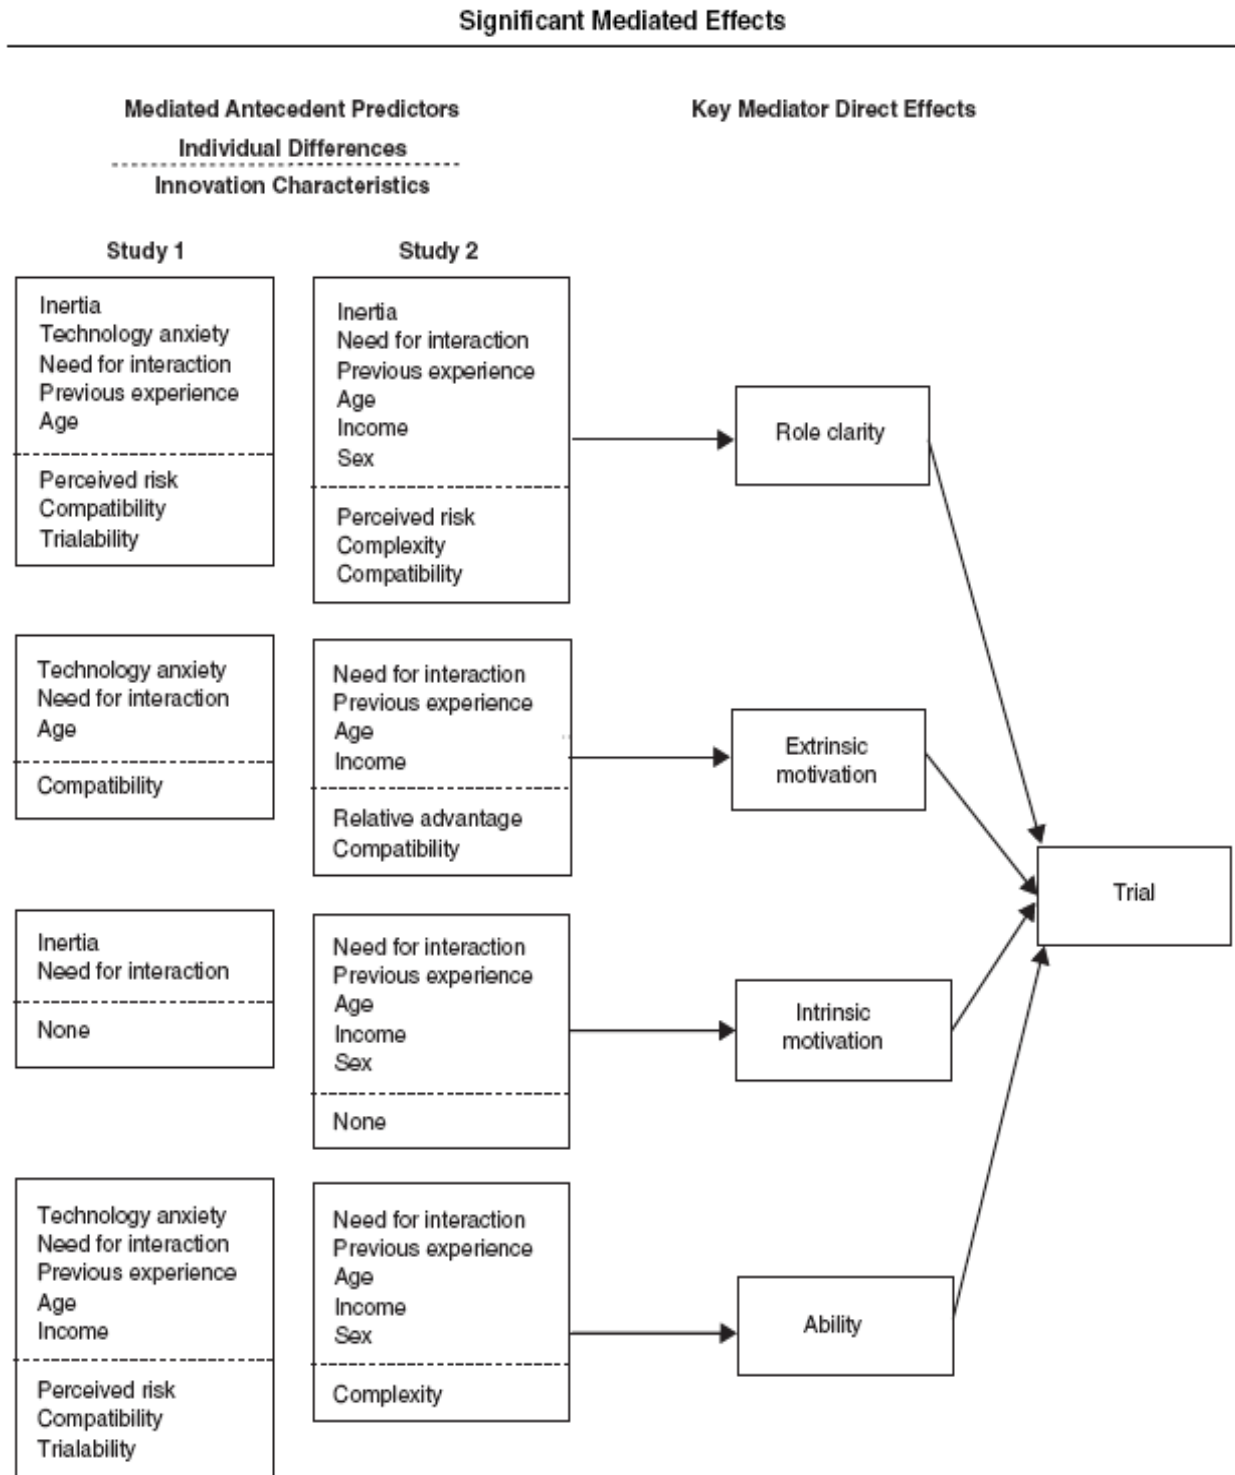 Significant Mediated Effects
Mediated Antecedent Predictors
Individual Differences
Innovation Characteristics
Key Mediator Direct Effects
Study 1
Study 2
Inertia
Technology anxiety
Need for interaction
Previous experience
Age
Perceived risk
Compatibility
Trialability
Inertia
Need for interaction
Previous experience
Age
Income
Sex
Perceived risk
Complexity
Compatibility
Role clarity
Technology anxiety
Need for interaction
Age
Compatibility
Need for interaction
Previous experience
Age
Income
Relative advantage
Compatibility
Extrinsic
motivation
Trial
Inertia
Need for interaction
None
Need for interaction
Previous experience
Age
Income
Sex
None
Intrinsic
motivation
Technology anxiety
Need for interaction
Previous experience
Age
Income
Perceived risk
Compatibility
Trialability
Need for interaction
Previous experience
Age
Income
Sex
Complexity
Ability